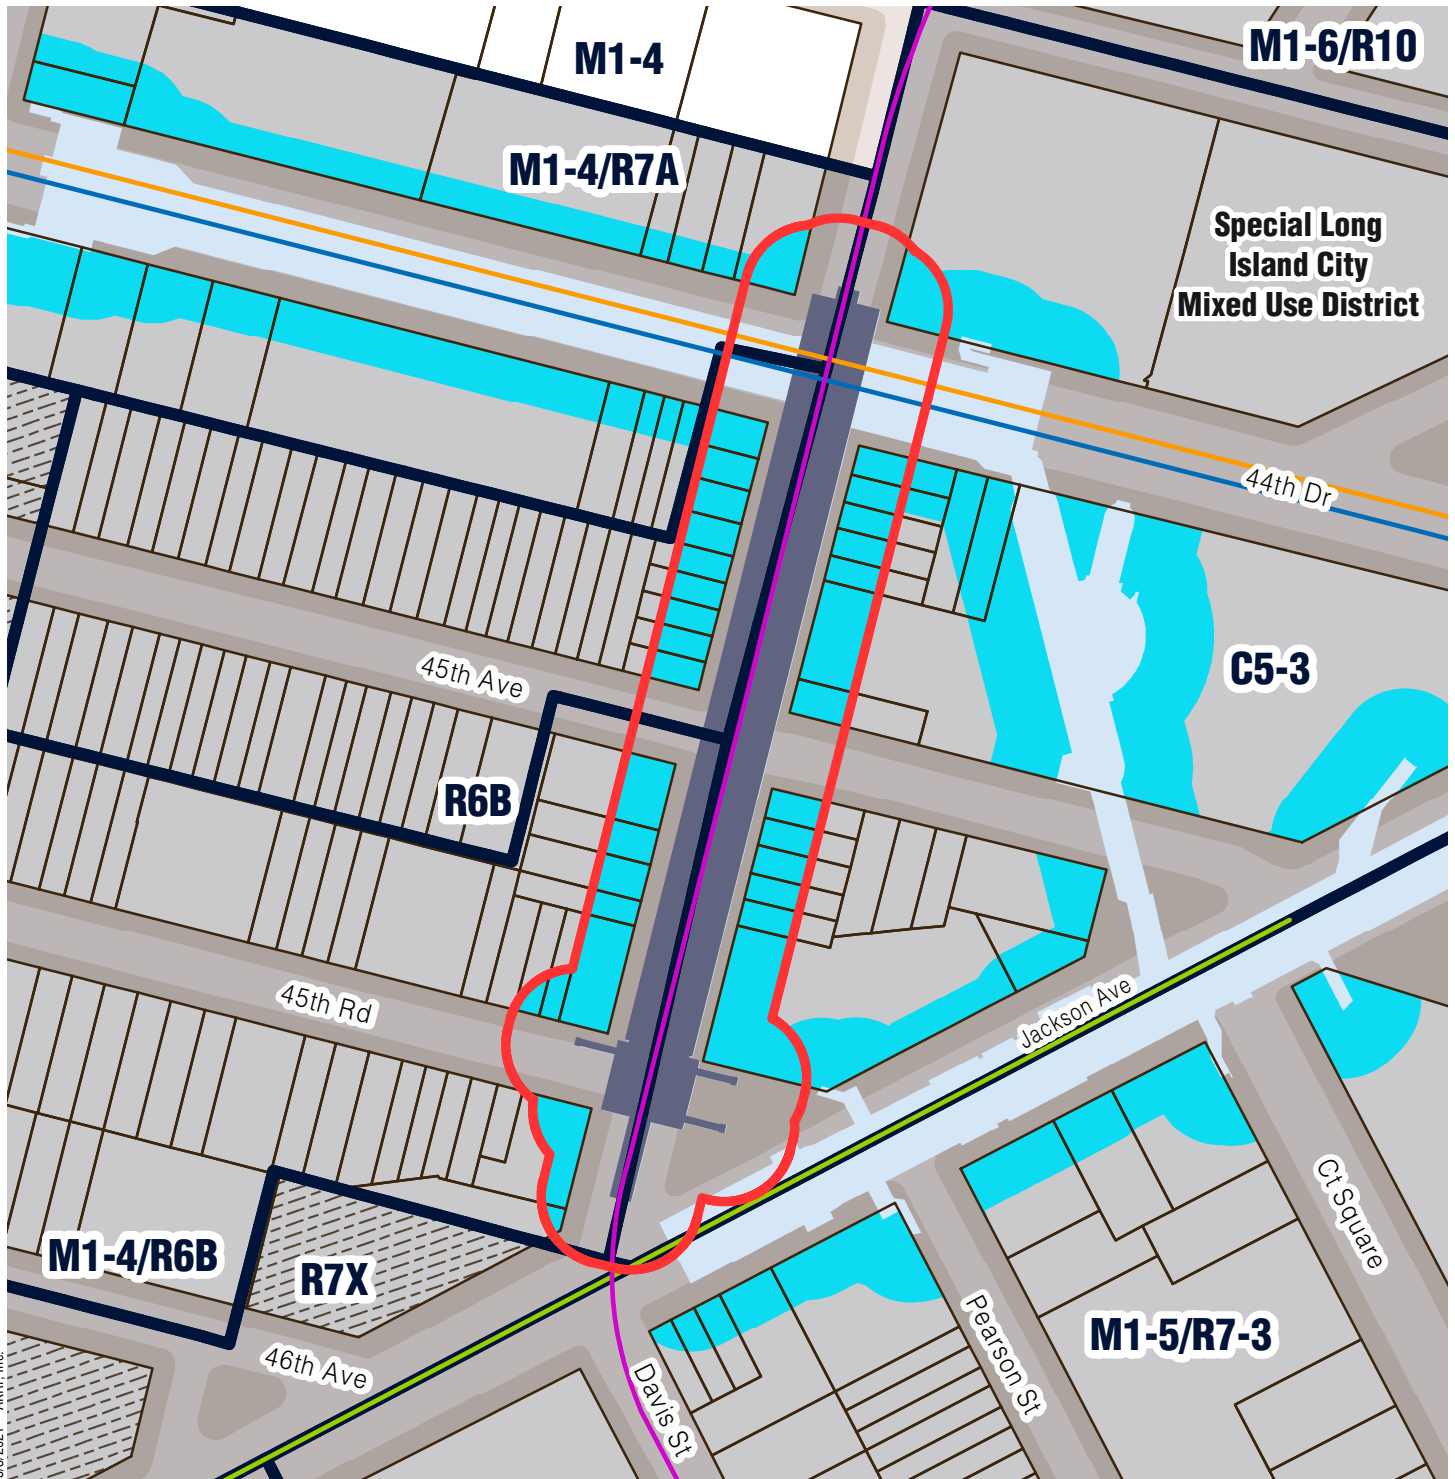 M1-6/R10
M1-4
M1-4/R7A
Special Long
Island City
Mixed Use District
44th Dr
45th Ave
C5-3
R6B
45th Rd
Jackson Ave
Ct Square
M1-4/R6B
R7X
Pearson St
M1-5/R7-3
46th Ave
Davis St